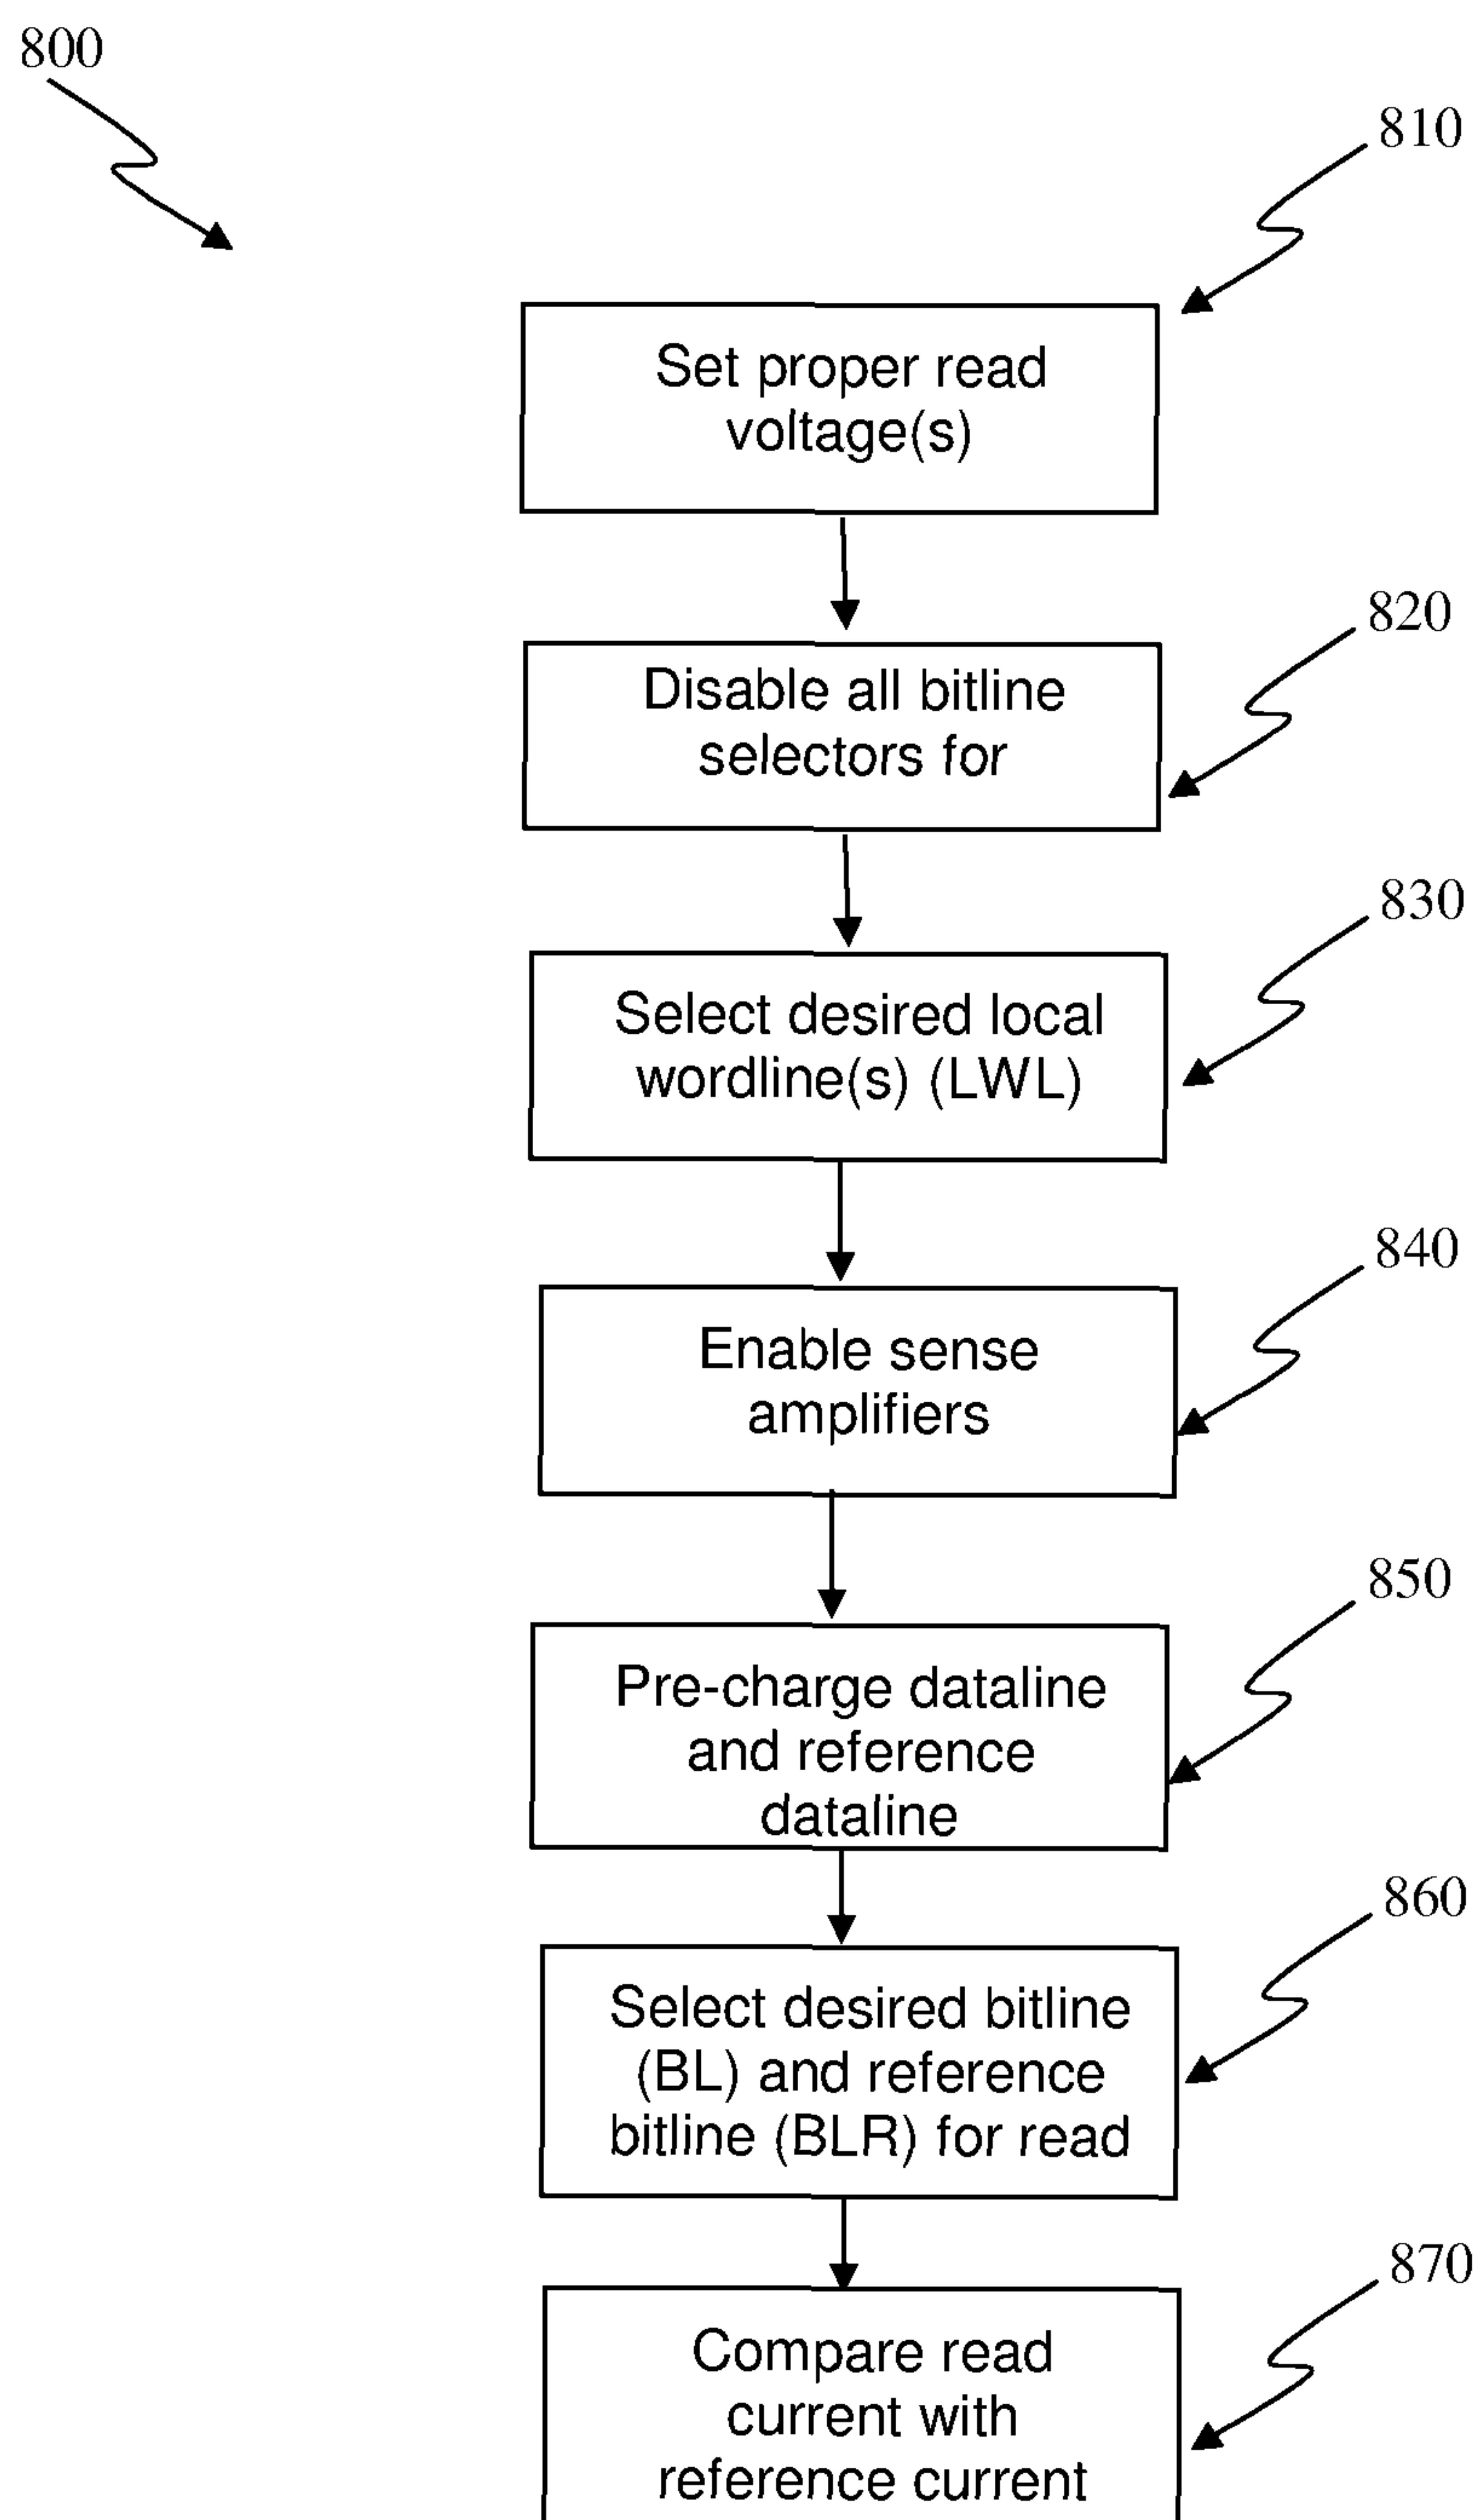 800
810
Set proper read
voltage(s)
820
Disable all bitline
selectors for
830
Select desired local
wordline(s) (LWL)
840
Enable sense
amplifiers
850
Pre-charge dataline
and reference
dataline
860
Select desired bitline
(BL) and reference
bitline (BLR) for read
870
Compare read
current with
reference current